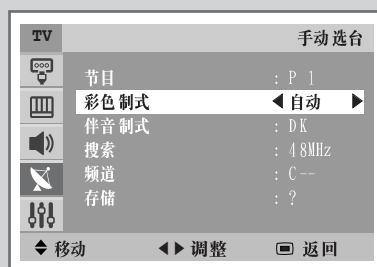 TV 手动选台
节目 : P 1
彩色制式 ◀ 自动 ▶
伴音制式 : DK
搜索 : 48MHz
频道 : C--
存储 : ?
◆ 移动 ◀▶ 调整 返回